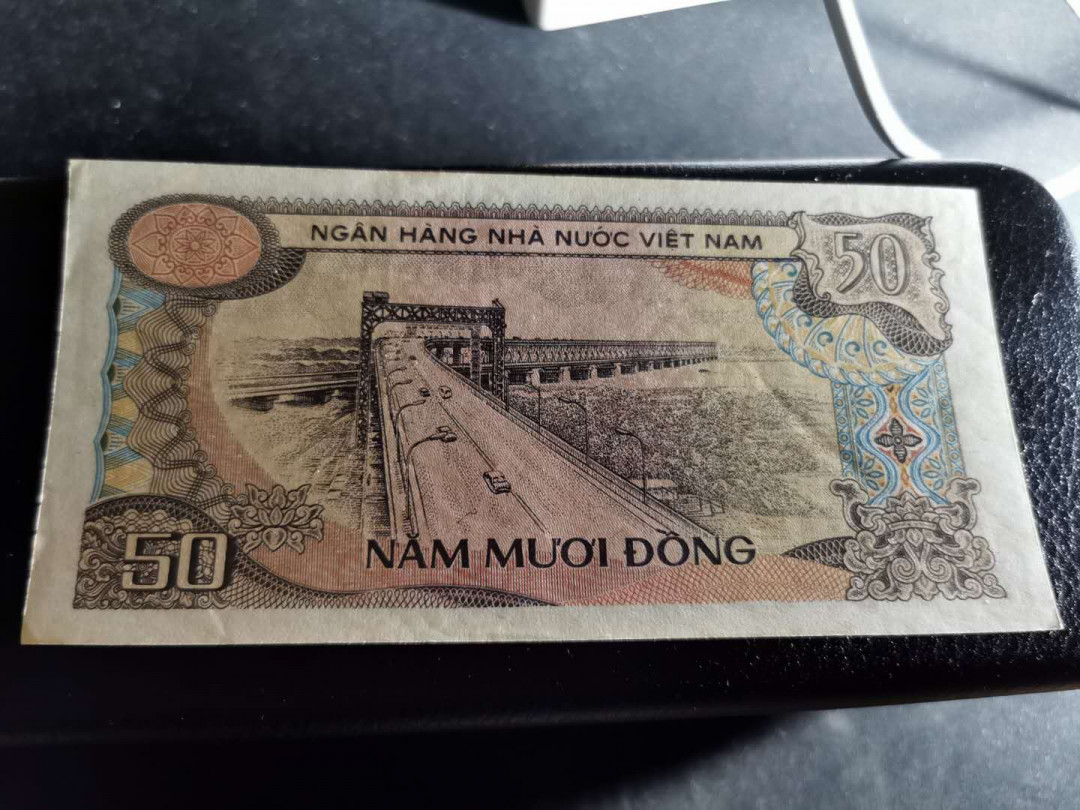 NGÂN HÀNG NHÀ NƯỚC VIỆT NAM
50
50
NĂM MƯƠI ĐỒNG